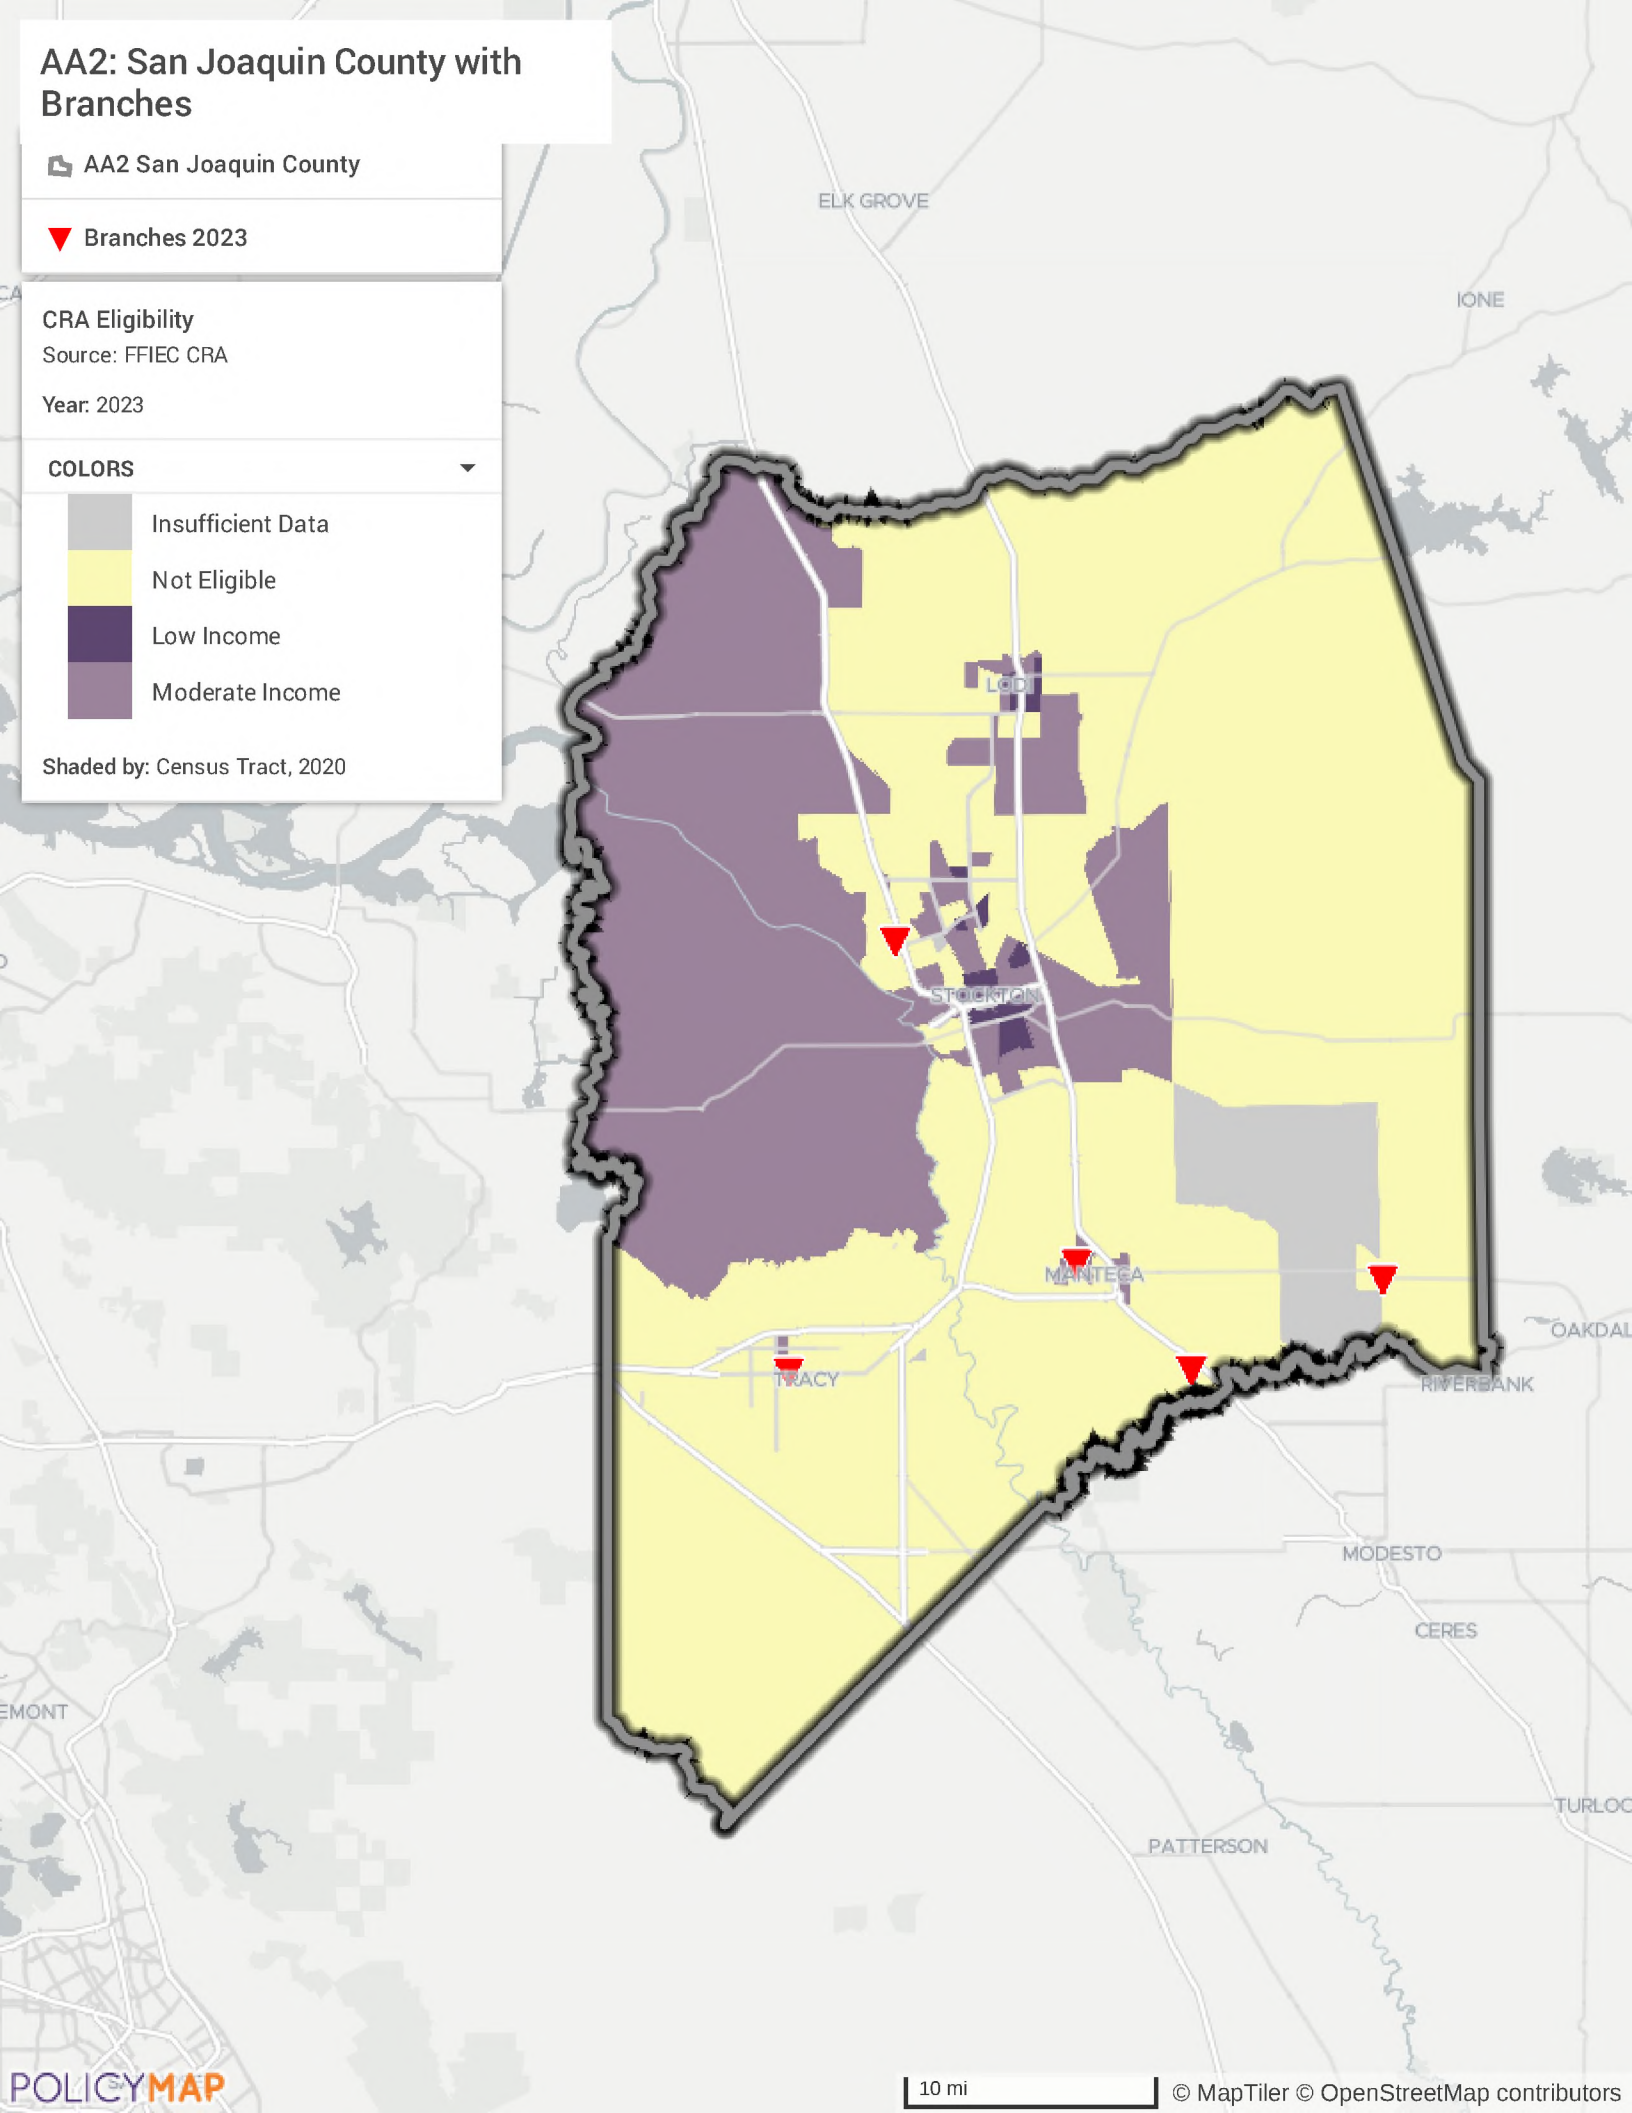 AA2: San Joaquin County with
Branches
AA2 San Joaquin County
Branches 2023
CRA Eligibility
Source: FFIEC CRA
Year: 2023
COLORS
Insufficient Data
Not Eligible
Low Income
Moderate Income
Shaded by: Census Tract, 2020
ELK GROVE
IONE
CA
LODI
STOCKTON
MANTECA
TRACY
OAKDAL
RIVERBANK
MODESTO
CERES
EMONT
TURLOC
PATTERSON
POLICYMAP
10 mi
© MapTiler © OpenStreetMap contributors